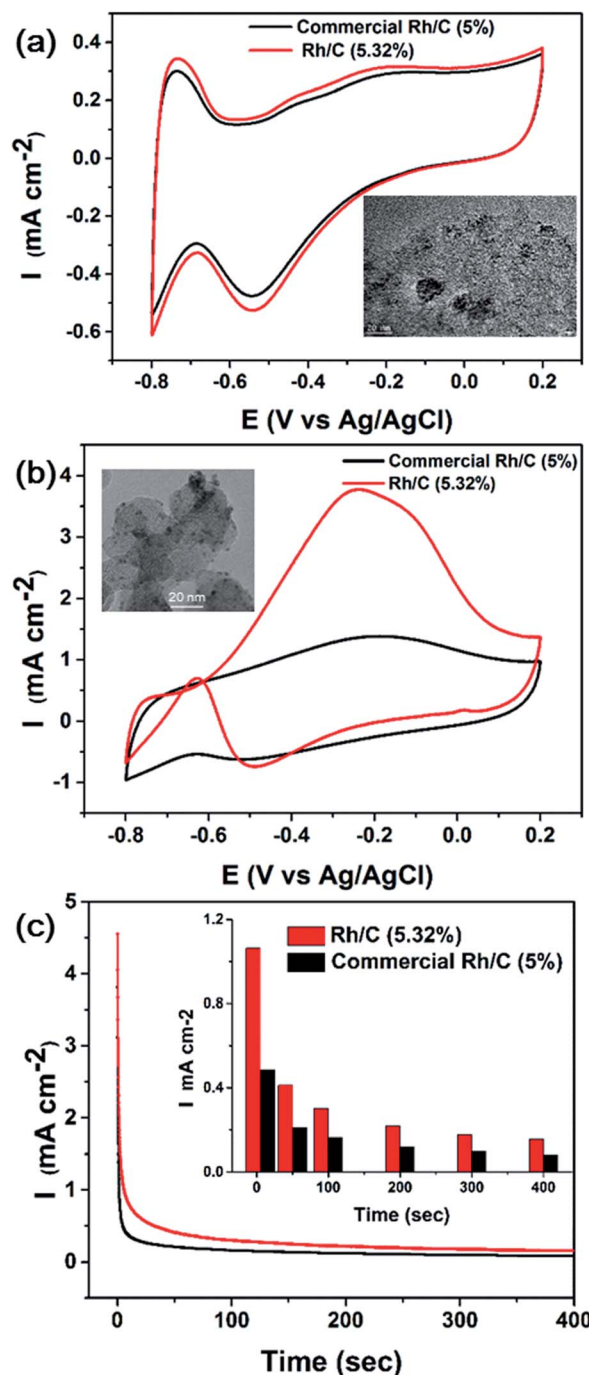 (a)
Commercial Rh/C (5%)
Rh/C (5.32%)
0.4
0.2
0.0
-0.2
-0.4
-0.6
I (mA cm-2)
20 nm
-0.8 -0.6 -0.4 -0.2 0.0 0.2
E (V vs Ag/AgCl)
(b)
Commercial Rh/C (5%)
Rh/C (5.32%)
4
3
2
1
0
-1
I (mA cm-2)
20 nm
-0.8 -0.6 -0.4 -0.2 0.0 0.2
E (V vs Ag/AgCl)
(c)
5
4
3
2
1
0
I (mA cm-2)
1.2
0.8
0.4
0.0
I mA cm-2
Rh/C (5.32%)
Commercial Rh/C (5%)
0 100 200 300 400
Time (sec)
0 100 200 300 400
Time (sec)